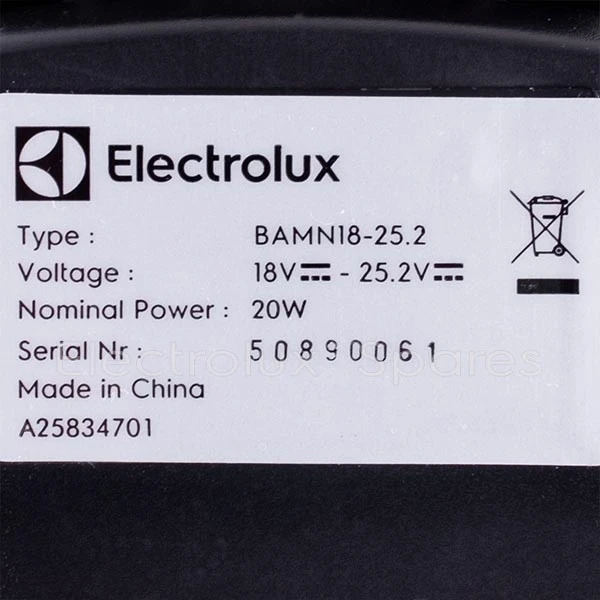 Electrolux
Type : BAMN18-25.2
Voltage : 18V⎓ - 25.2V⎓
Nominal Power : 20W
Serial Nr : 50890061
Electrolux Spares
Made in China
A25834701